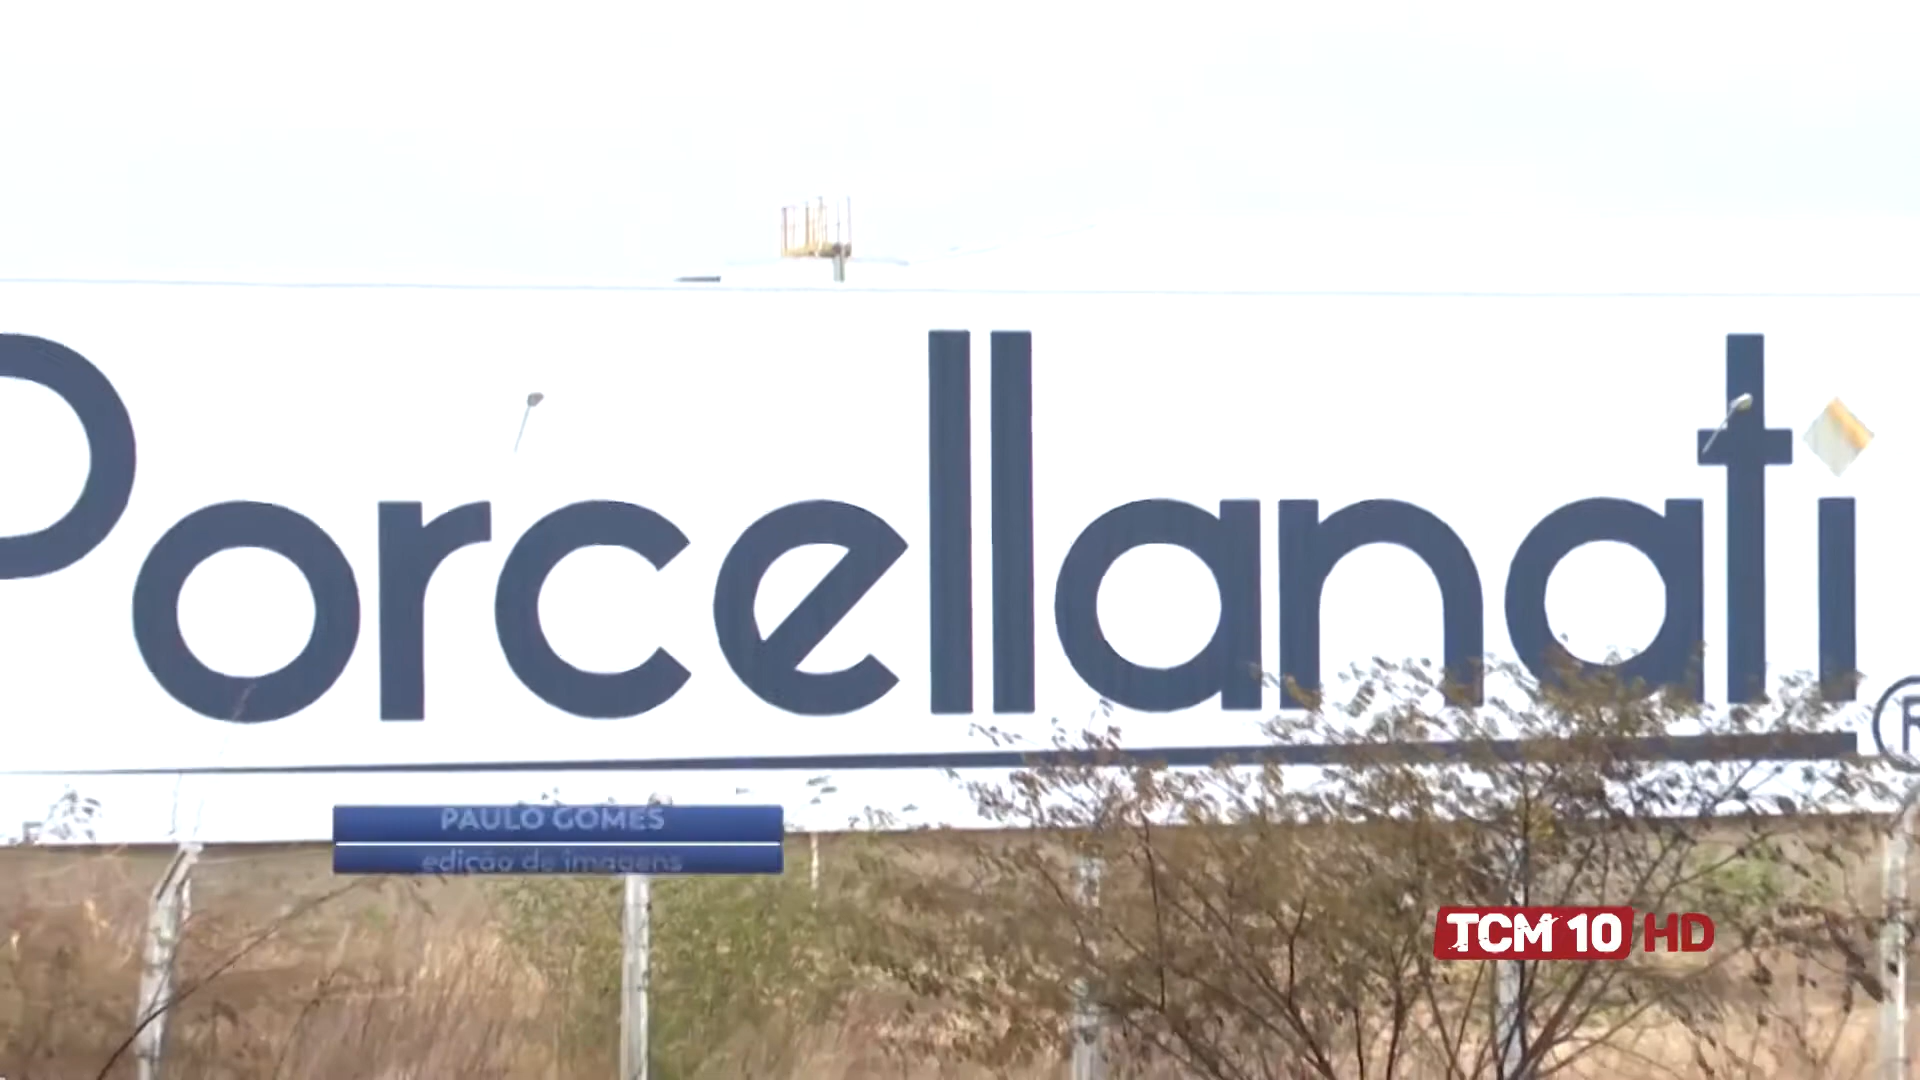 Porcellanati
®
PAULO GOMES
edição de imagens
TCM 10 HD